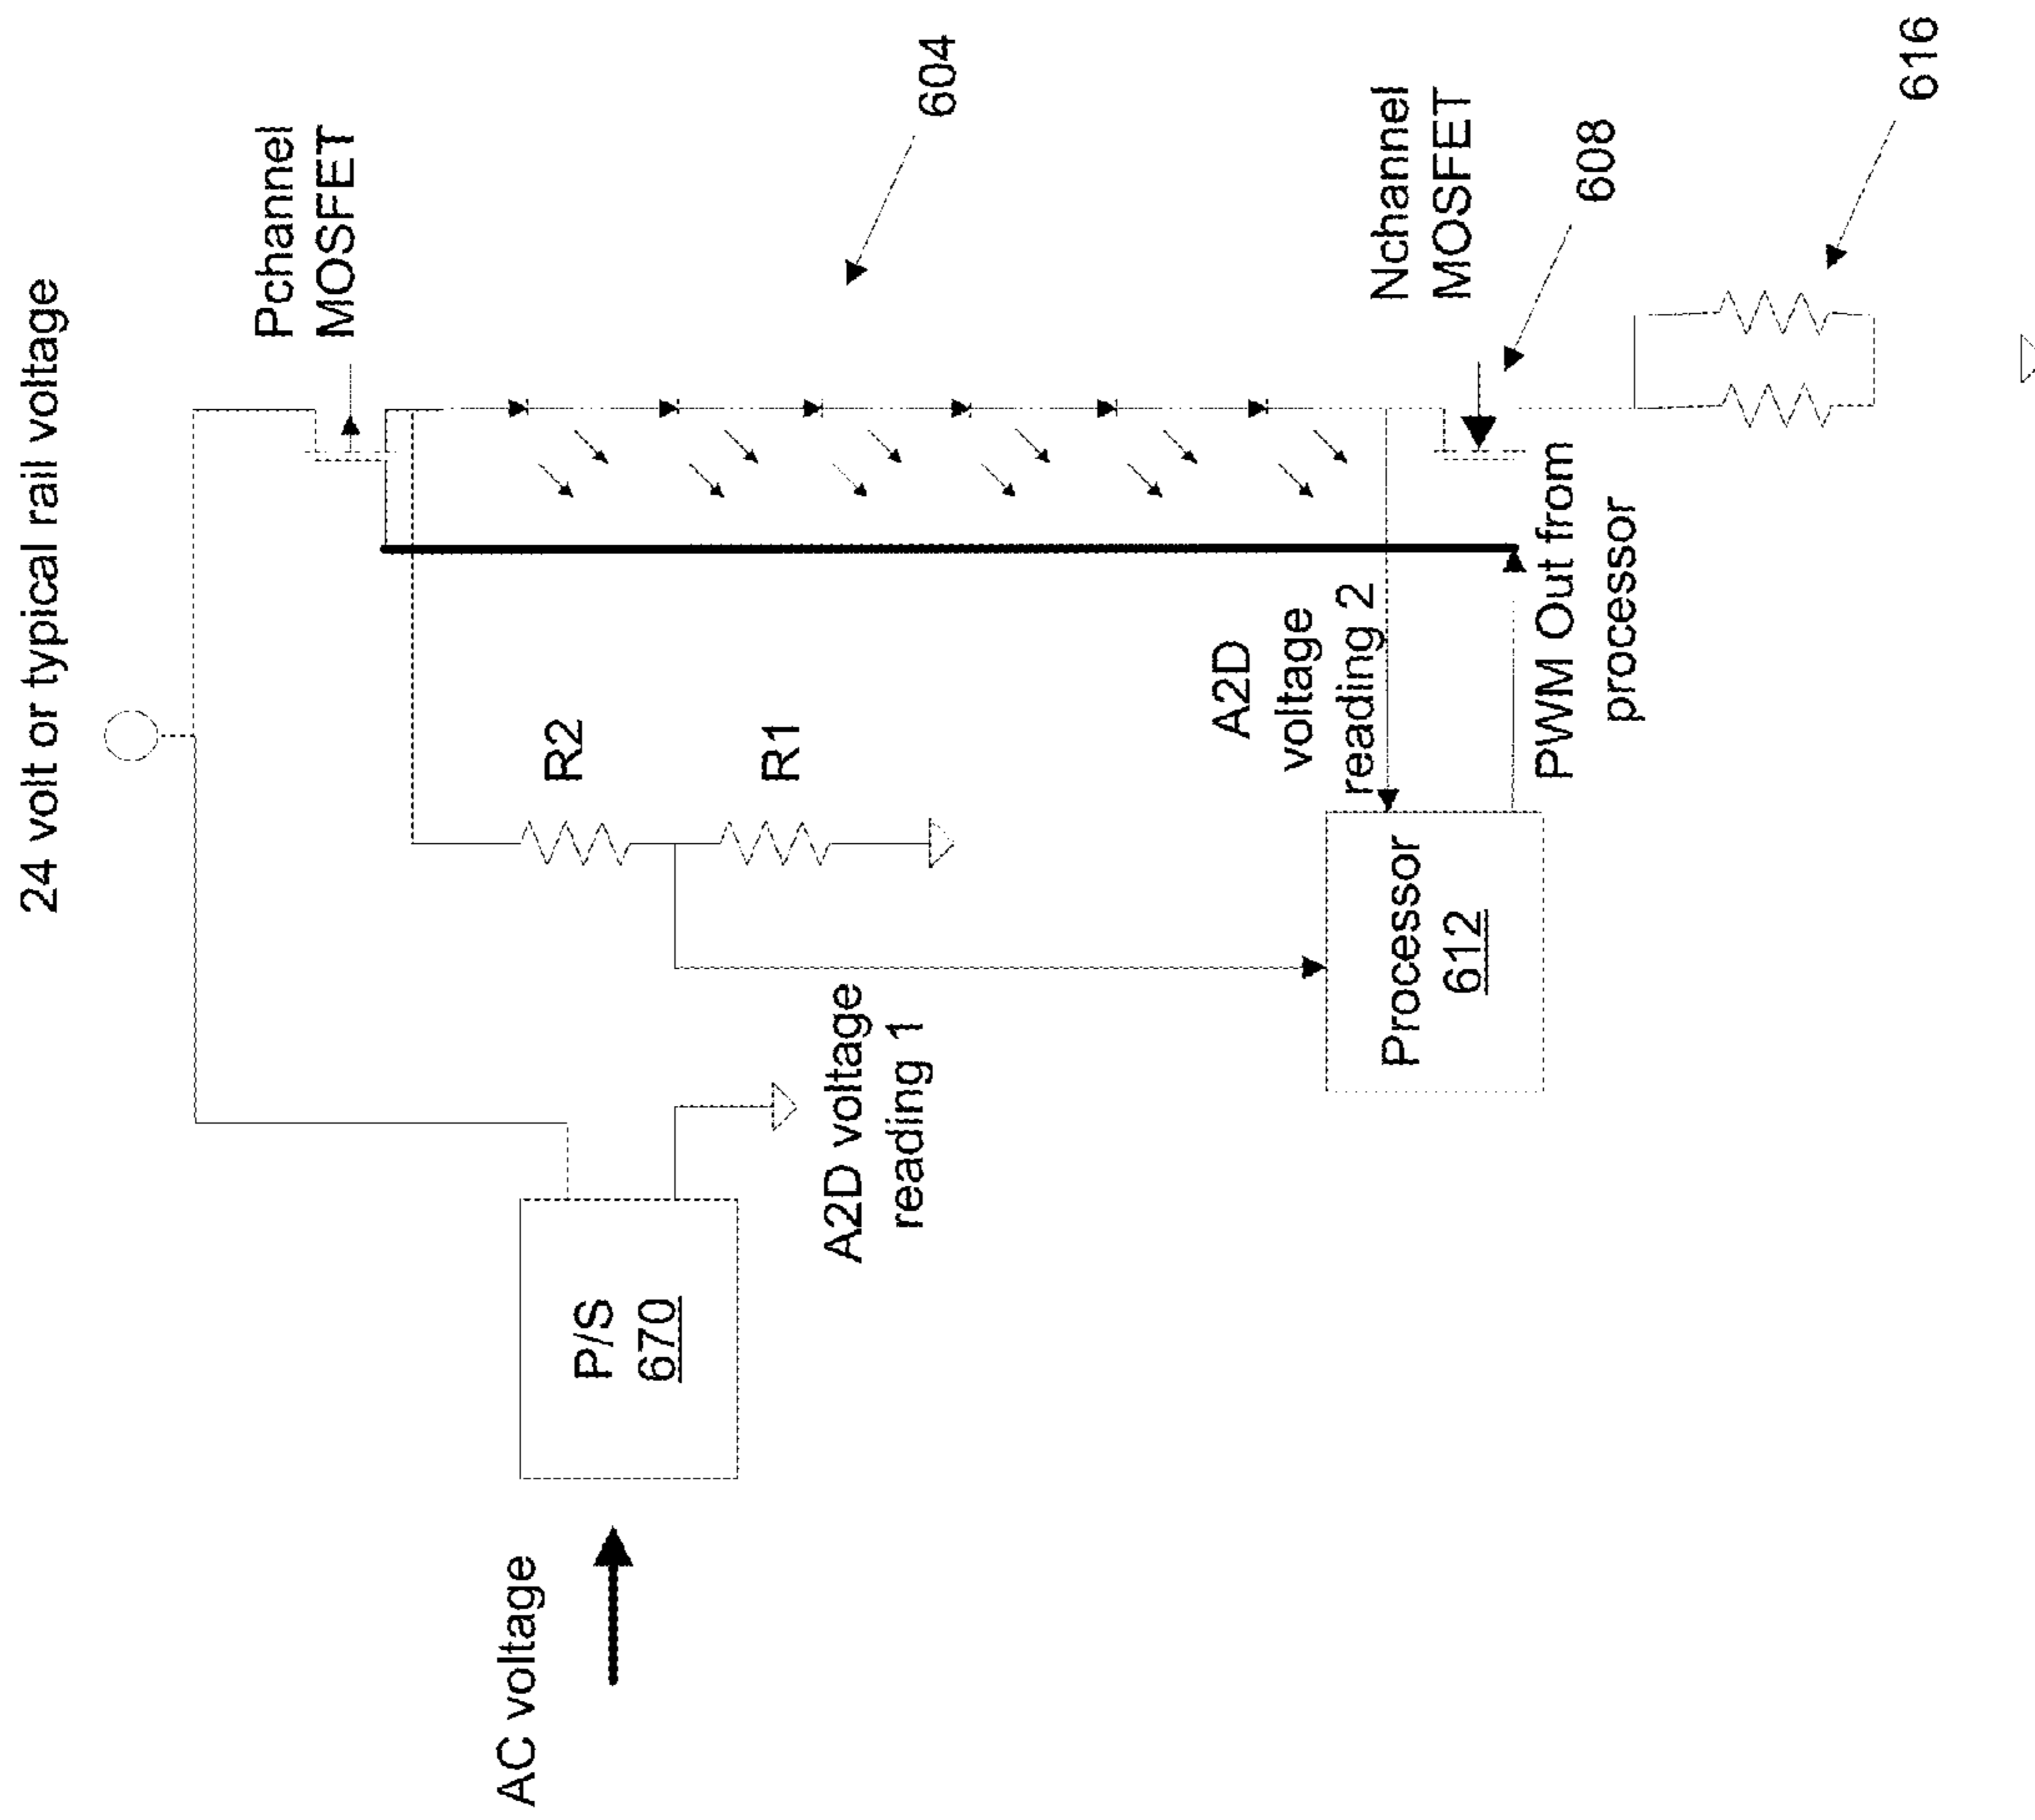 24 volt or typical rail voltage
Pchannel
MOSFET
604
Nchannel
MOSFET
608
616
R2
R1
A2D
voltage
reading 2
PWM Out from
processor
Processor
612
A2D voltage
reading 1
P/S
670
AC voltage